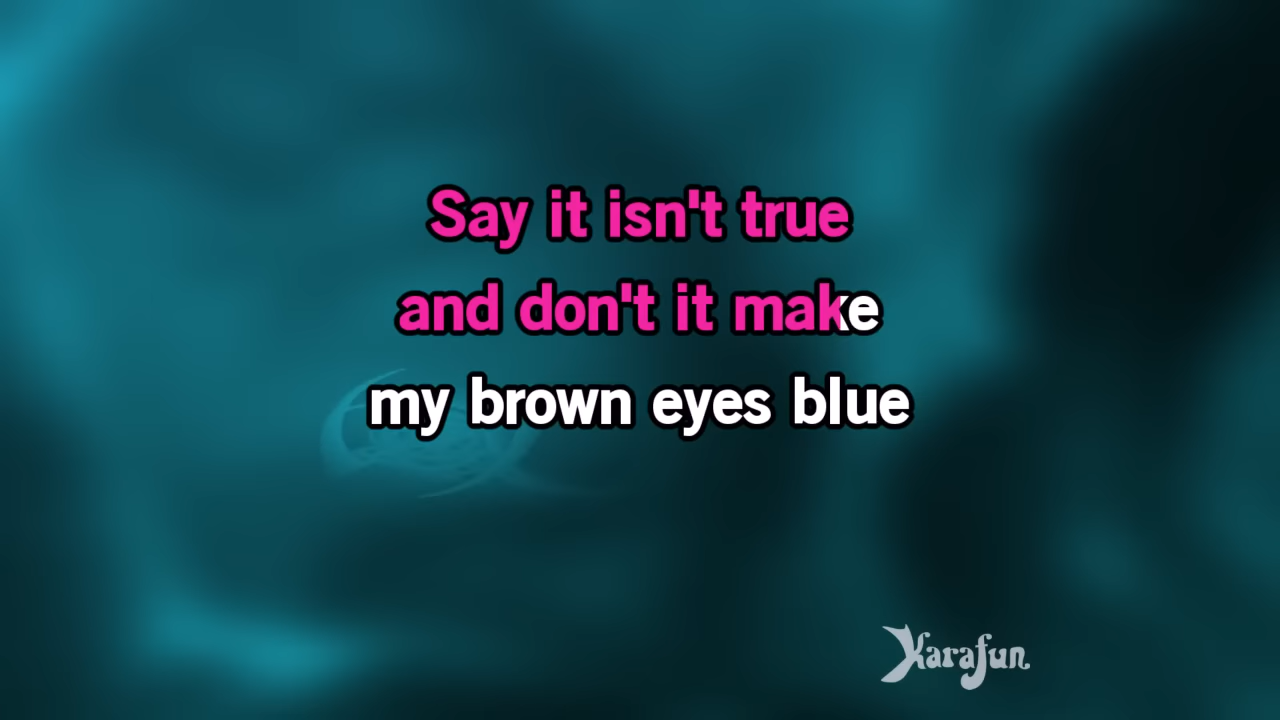 Say it isn't true
and don't it make
my brown eyes blue
Karafun